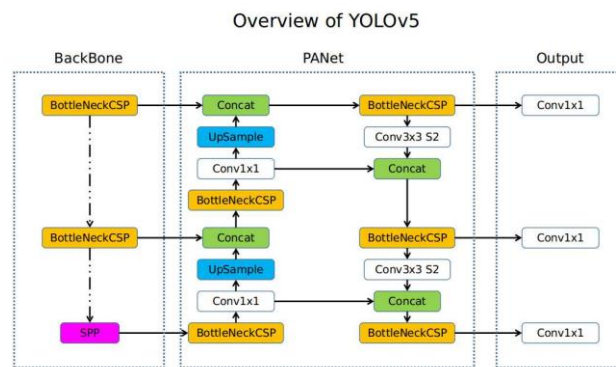 Overview of YOLOv5
BackBone PANet Output
BottleNeckCSP Concat BottleNeckCSP Conv1x1
UpSample Conv3x3 S2
Conv1x1 Concat
BottleNeckCSP
BottleNeckCSP Concat BottleNeckCSP Conv1x1
UpSample Conv3x3 S2
Conv1x1 Concat
SPP BottleNeckCSP BottleNeckCSP Conv1x1